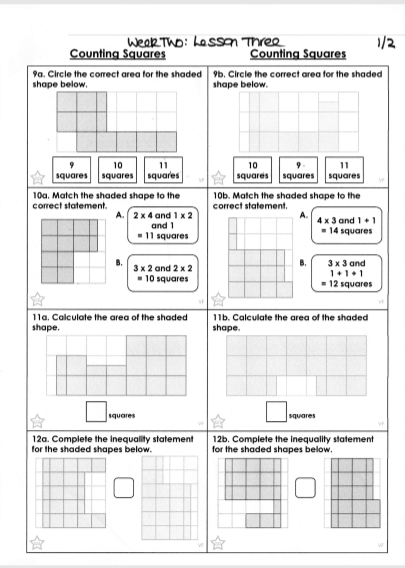 Week Two: Lesson Three
1/2
Counting Squares
Counting Squares
9a. Circle the correct area for the shaded
shape below.
9
squares
10
squares
11
squares
9b. Circle the correct area for the shaded
shape below.
10
squares
9
squares
11
squares
10a. Match the shaded shape to the
correct statement.
A.
2 x 4 and 1 x 2
and 1
= 11 squares
B.
3 x 2 and 2 x 2
= 10 squares
10b. Match the shaded shape to the
correct statement.
A.
4 x 3 and 1 + 1
= 14 squares
B.
3 x 3 and
1 + 1 + 1
= 12 squares
11a. Calculate the area of the shaded
shape.
squares
11b. Calculate the area of the shaded
shape.
squares
12a. Complete the inequality statement
for the shaded shapes below.
12b. Complete the inequality statement
for the shaded shapes below.